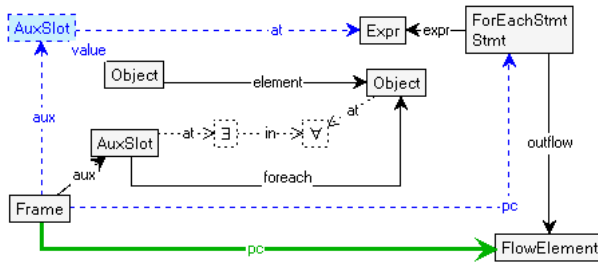 AuxSlot
at
Expr
expr
ForEachStmt
Stmt
value
Object
element
Object
aux
at
∃
in
∀
at
AuxSlot
outflow
aux
foreach
Frame
pc
pc
FlowElement